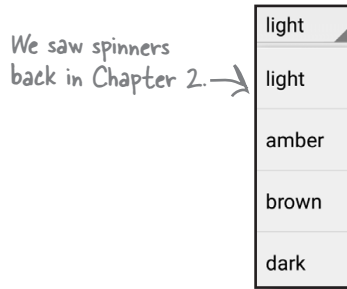 We saw spinners
back in Chapter 2.
light
light
amber
brown
dark